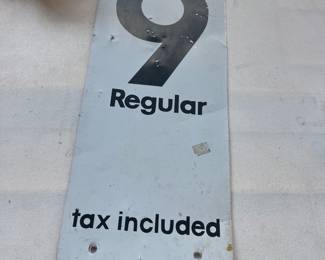 9
Regular
tax included